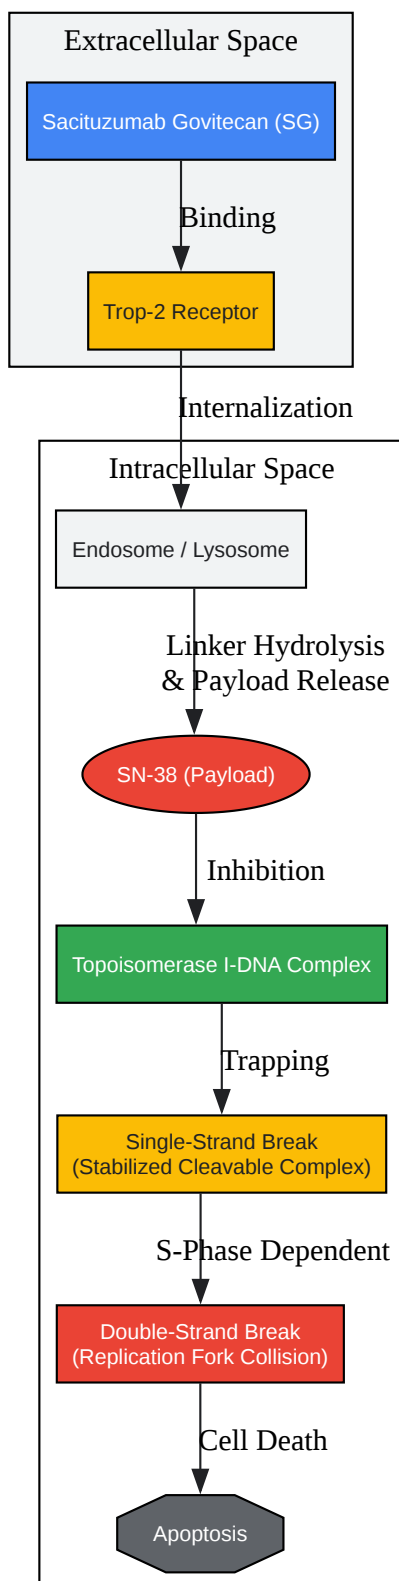 Extracellular Space
Sacituzumab Govitecan (SG)
Binding
Trop-2 Receptor
Internalization
Intracellular Space
Endosome / Lysosome
Linker Hydrolysis
& Payload Release
SN-38 (Payload)
Inhibition
Topoisomerase I-DNA Complex
Trapping
Single-Strand Break
(Stabilized Cleavable Complex)
S-Phase Dependent
Double-Strand Break
(Replication Fork Collision)
Cell Death
Apoptosis